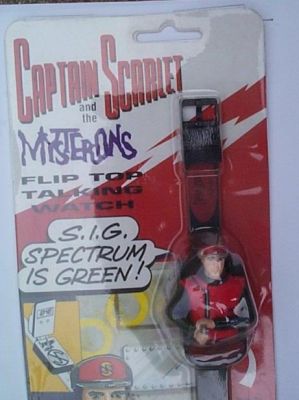 CAPTAIN SCARLET
and
the
MYSTERONS
FLIP TOP
TALKING
WATCH
S.I.G.
SPECTRUM
IS GREEN!
S